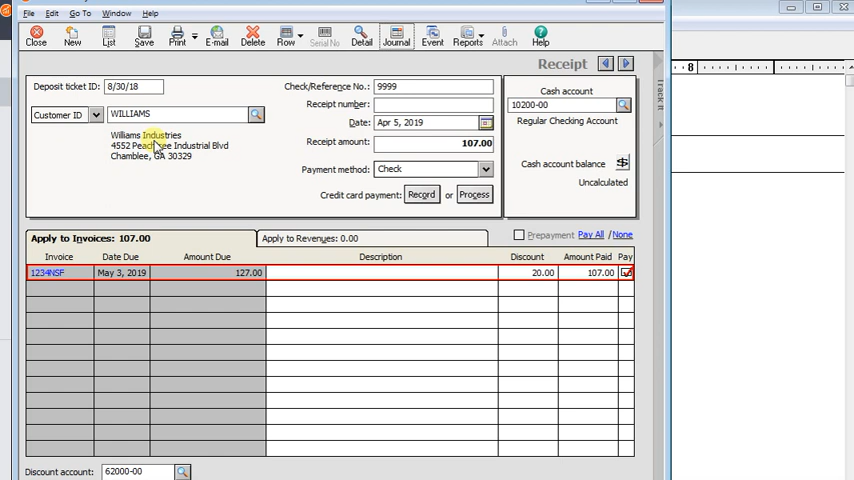 File Edit Go To Window Help
Close New List Save Print E-mail Delete Row Serial No Detail Journal Event Reports Attach Help
Receipt
Track It
8
Deposit ticket ID: 8/30/18
Check/Reference No.: 9999
Cash account
Customer ID WILLIAMS
Receipt number:
10200-00
Date: Apr 5, 2019
Regular Checking Account
Williams Industries
4552 Peachtree Industrial Blvd
Chamblee, GA 30329
Receipt amount: 107.00
Payment method: Check
Cash account balance
Uncalculated
Credit card payment: Record or Process
Apply to Invoices: 107.00
Apply to Revenues: 0.00
Prepayment Pay All / None
Invoice Date Due Amount Due Description Discount Amount Paid Pay
1234NSF May 3, 2019 127.00 20.00 107.00
Discount account: 62000-00